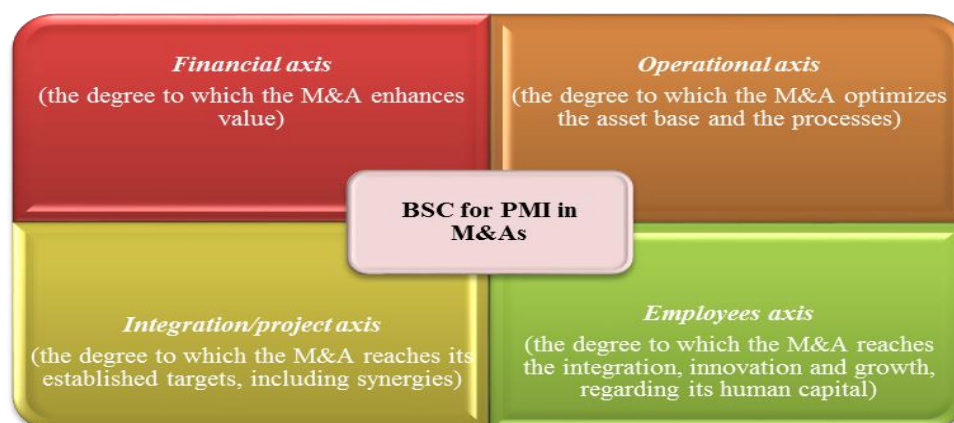 Financial axis
(the degree to which the M&A enhances
value)
Operational axis
(the degree to which the M&A optimizes
the asset base and the processes)
BSC for PMI in
M&As
Integration/project axis
(the degree to which the M&A reaches its
established targets, including synergies)
Employees axis
(the degree to which the M&A reaches
the integration, innovation and growth,
regarding its human capital)